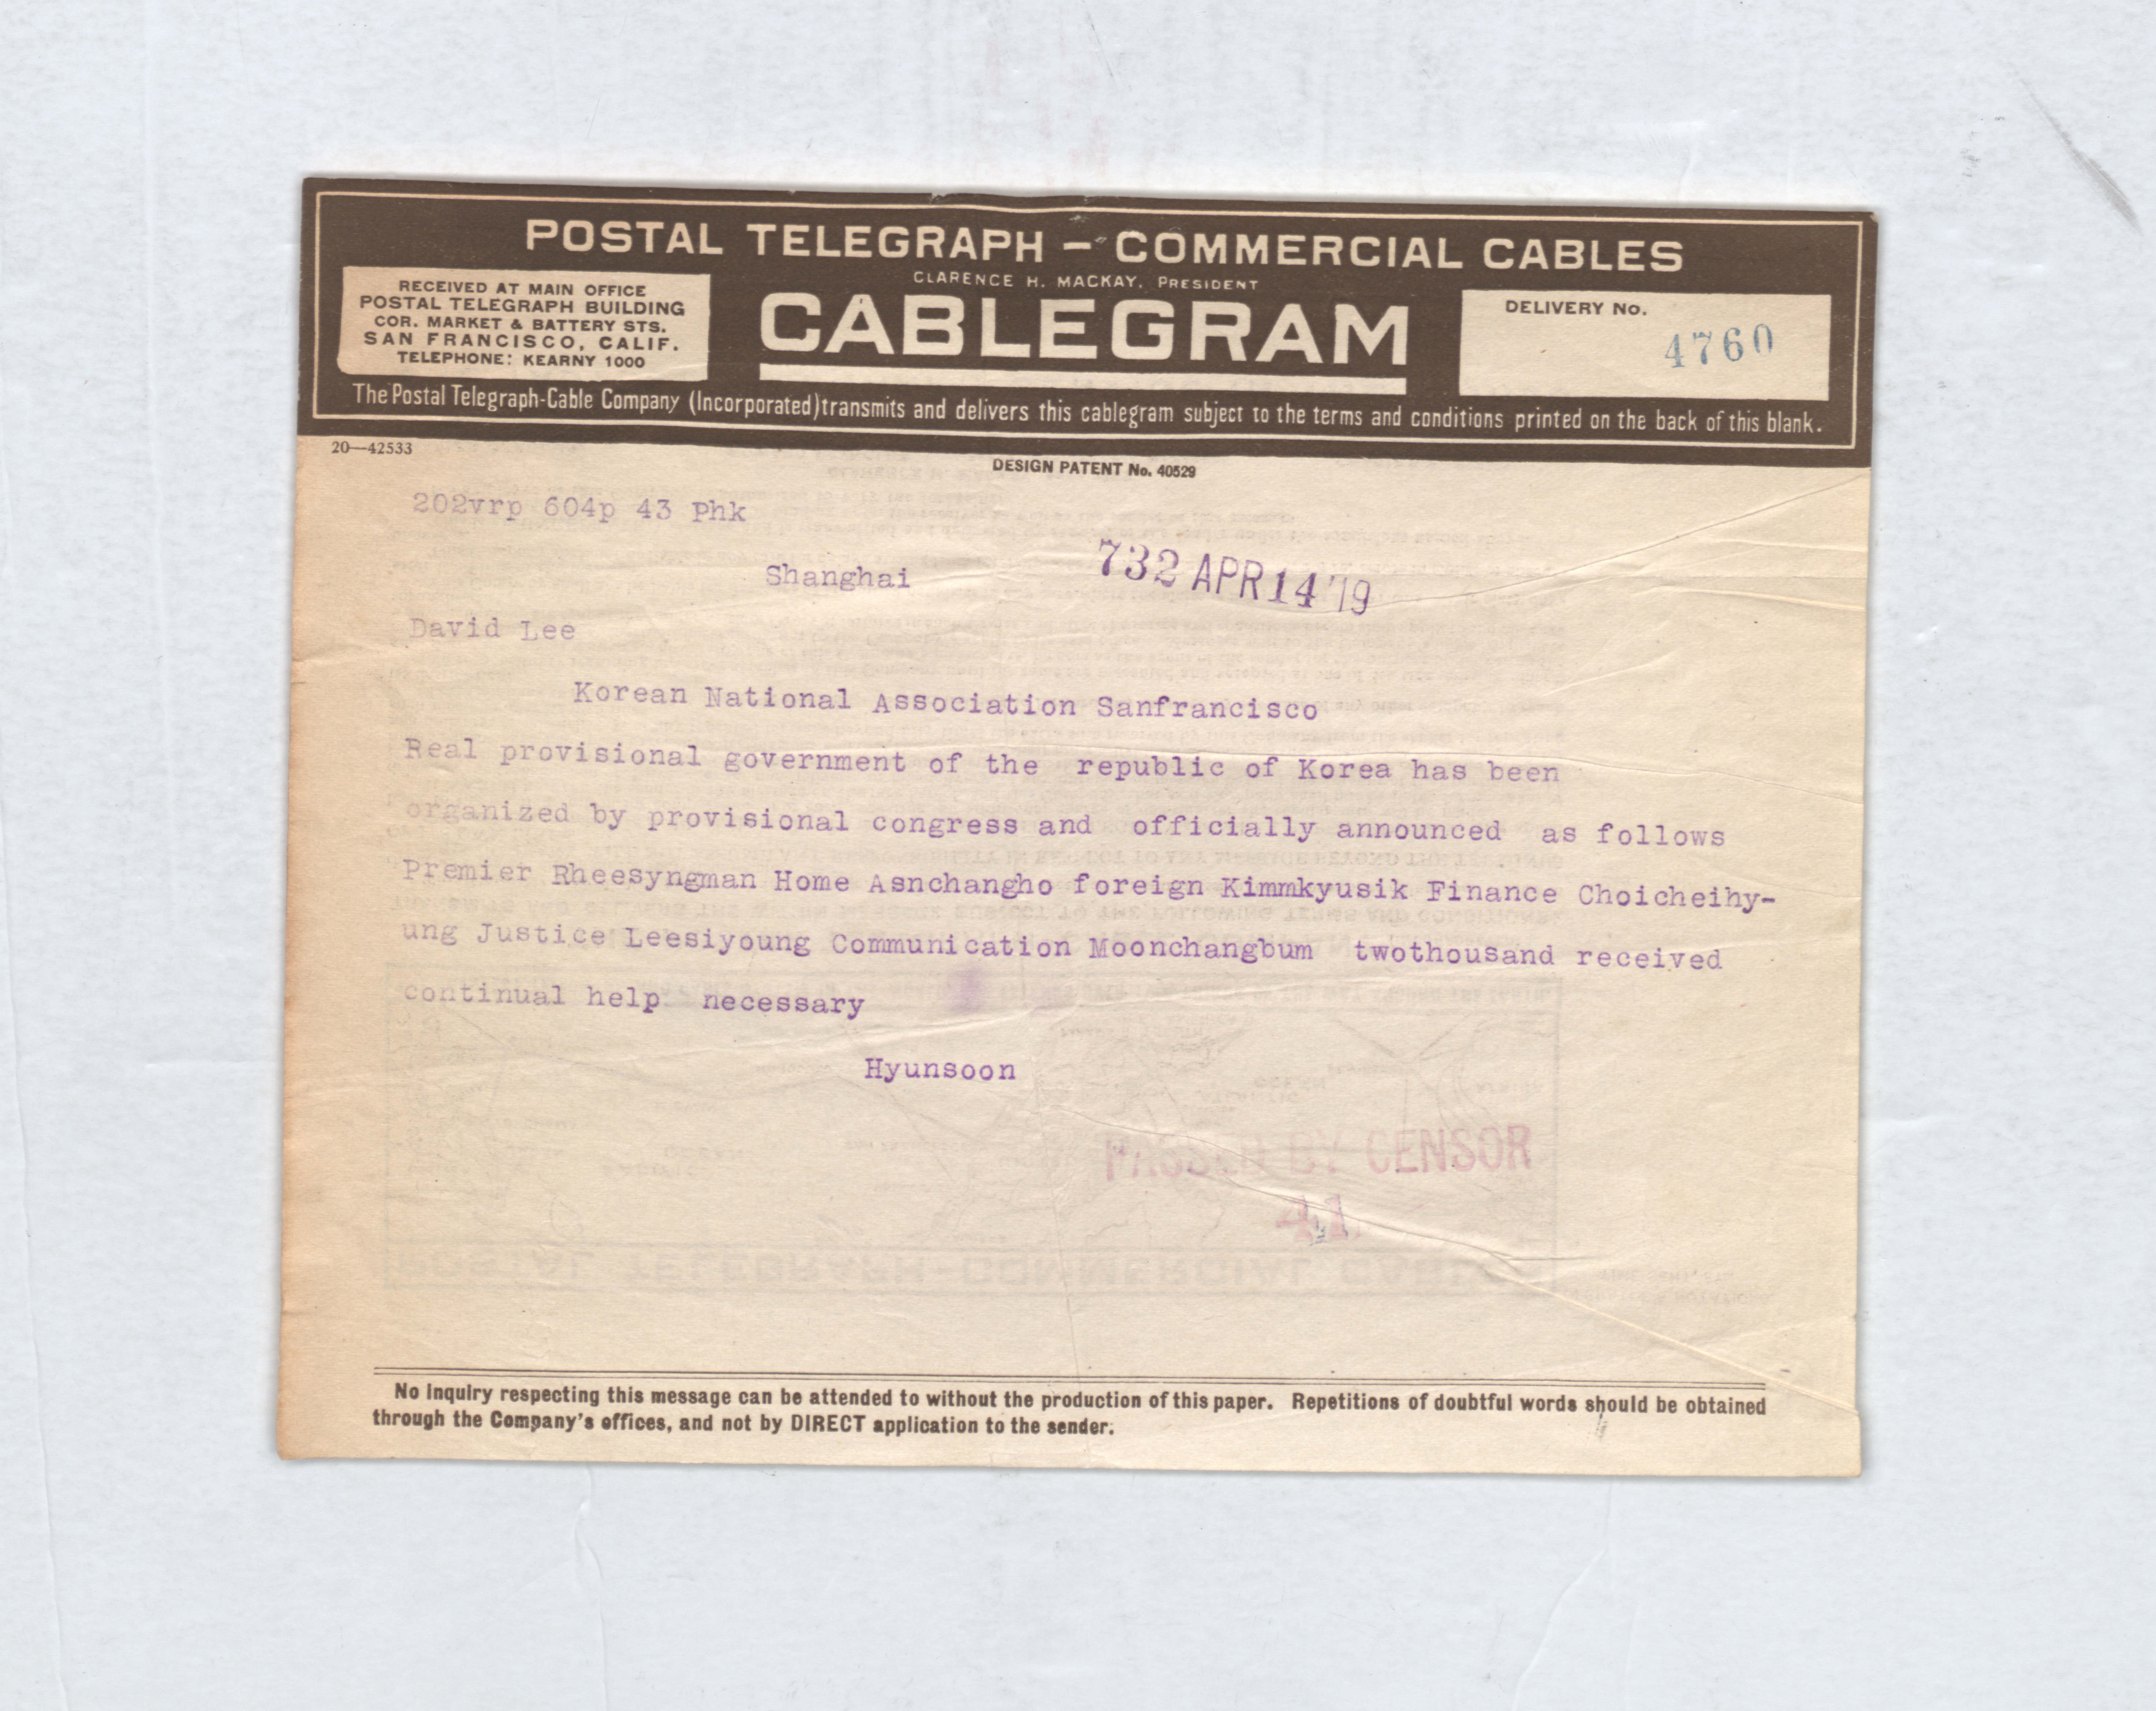 POSTAL TELEGRAPH - COMMERCIAL CABLES
CLARENCE H. MACKAY, PRESIDENT
RECEIVED AT MAIN OFFICE
POSTAL TELEGRAPH BUILDING
COR. MARKET & BATTERY STS.
SAN FRANCISCO, CALIF.
TELEPHONE: KEARNY 1000
CABLEGRAM
DELIVERY No.
4760
The Postal Telegraph-Cable Company (Incorporated) transmits and delivers this cablegram subject to the terms and conditions printed on the back of this blank.
20—42533
DESIGN PATENT No. 40529
202vrp 604p 43 Phk
Shanghai
732 APR 14 '19
David Lee
Korean National Association Sanfrancisco
Real provisional government of the republic of Korea has been
organized by provisional congress and officially announced as follows
Premier Rheesyngman Home Asnchangho foreign Kimmkyusik Finance Choicheihy-
ung Justice Leesiyoung Communication Moonchangbum twothousand received
continual help necessary
Hyunsoon
PASSED BY CENSOR
41
No inquiry respecting this message can be attended to without the production of this paper. Repetitions of doubtful words should be obtained
through the Company's offices, and not by DIRECT application to the sender.